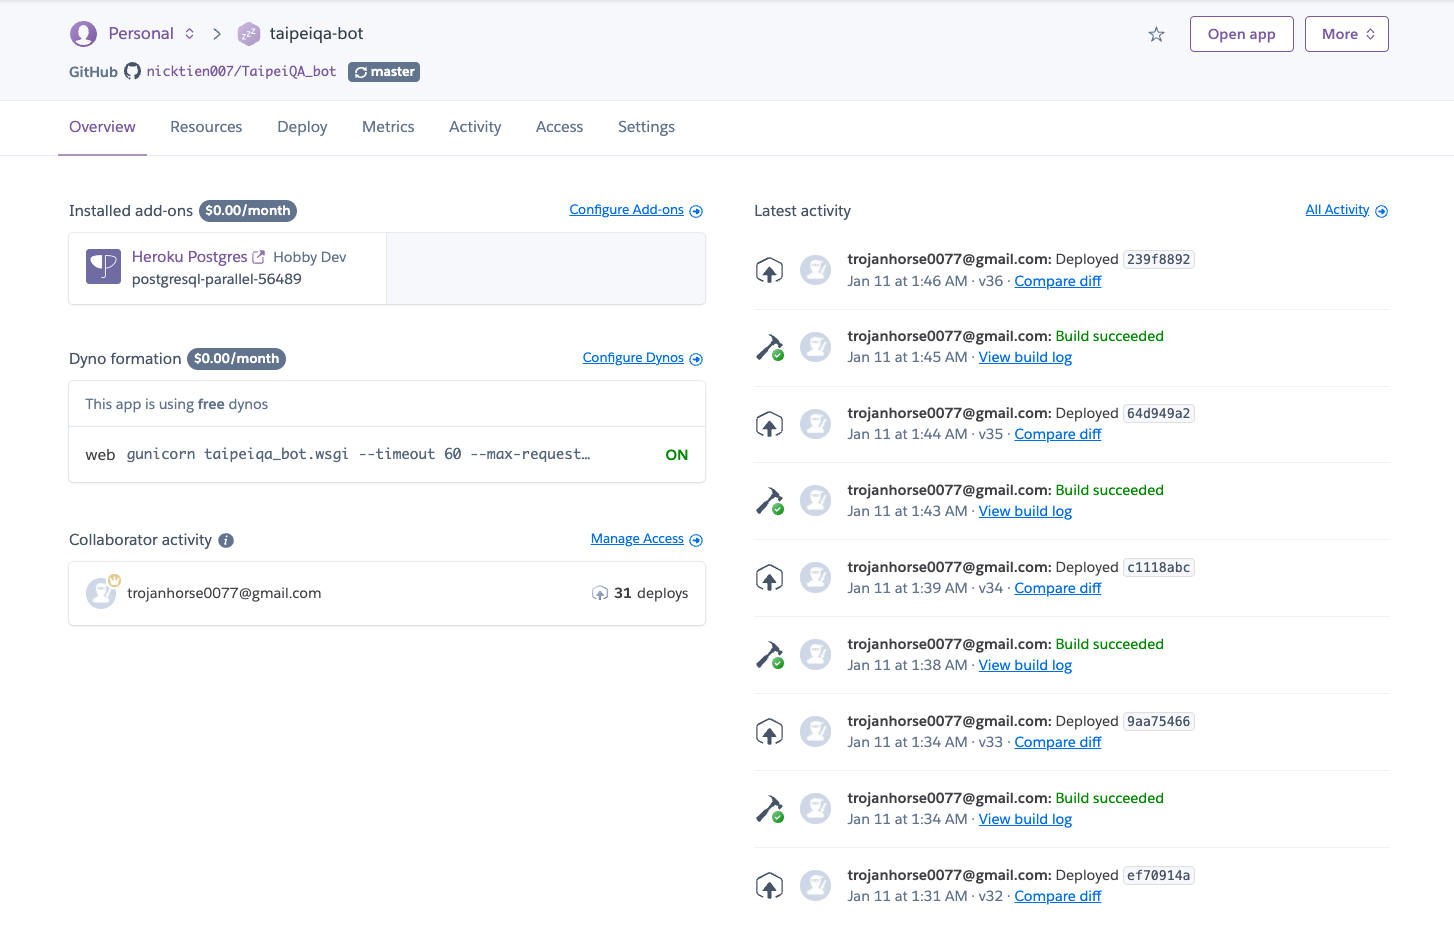 Personal > taipeiqa-bot
Open app
More
GitHub nicktien007/TaipeiQA_bot master
Overview Resources Deploy Metrics Activity Access Settings
Installed add-ons $0.00/month
Configure Add-ons
Heroku Postgres Hobby Dev
postgresql-parallel-56489
Dyno formation $0.00/month
Configure Dynos
This app is using free dynos
web gunicorn taipeiqa_bot.wsgi --timeout 60 --max-request…
ON
Collaborator activity
Manage Access
trojanhorse0077@gmail.com
31 deploys
Latest activity
All Activity
trojanhorse0077@gmail.com: Deployed 239f8892
Jan 11 at 1:46 AM · v36 · Compare diff
trojanhorse0077@gmail.com: Build succeeded
Jan 11 at 1:45 AM · View build log
trojanhorse0077@gmail.com: Deployed 64d949a2
Jan 11 at 1:44 AM · v35 · Compare diff
trojanhorse0077@gmail.com: Build succeeded
Jan 11 at 1:43 AM · View build log
trojanhorse0077@gmail.com: Deployed c1118abc
Jan 11 at 1:39 AM · v34 · Compare diff
trojanhorse0077@gmail.com: Build succeeded
Jan 11 at 1:38 AM · View build log
trojanhorse0077@gmail.com: Deployed 9aa75466
Jan 11 at 1:34 AM · v33 · Compare diff
trojanhorse0077@gmail.com: Build succeeded
Jan 11 at 1:34 AM · View build log
trojanhorse0077@gmail.com: Deployed ef70914a
Jan 11 at 1:31 AM · v32 · Compare diff